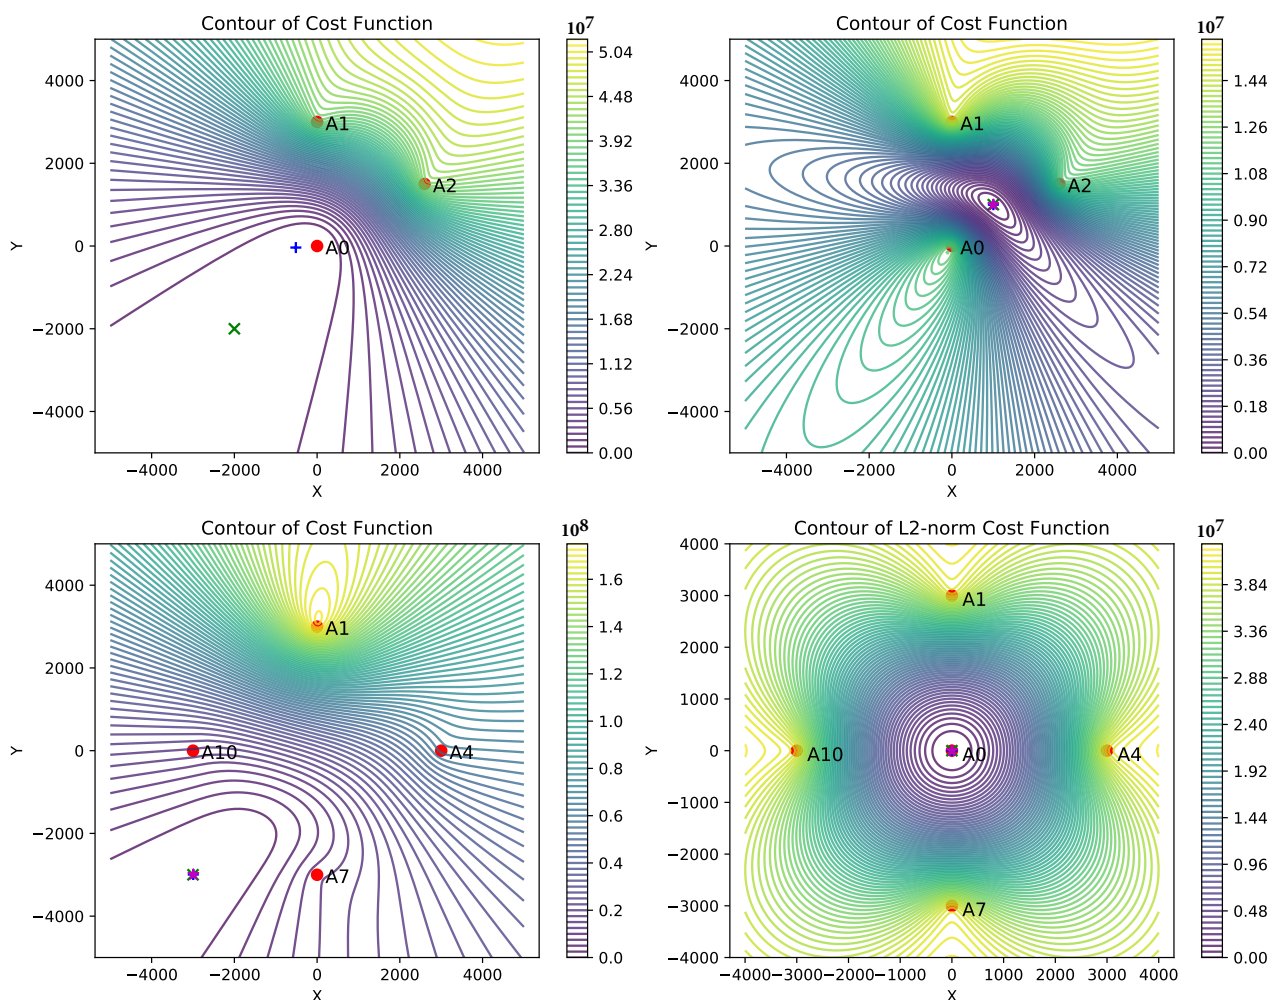 Contour of Cost Function
10⁷
Y
4000
2000
0
−2000
−4000
A1
A2
A0
−4000 −2000 0 2000 4000
X
5.04
4.48
3.92
3.36
2.80
2.24
1.68
1.12
0.56
0.00
Contour of Cost Function
10⁷
Y
4000
2000
0
−2000
−4000
A1
A2
A0
−4000 −2000 0 2000 4000
X
1.44
1.26
1.08
0.90
0.72
0.54
0.36
0.18
0.00
Contour of Cost Function
10⁸
Y
4000
2000
0
−2000
−4000
A1
A10
A4
A7
−4000 −2000 0 2000 4000
X
1.6
1.4
1.2
1.0
0.8
0.6
0.4
0.2
0.0
Contour of L2-norm Cost Function
10⁷
Y
4000
3000
2000
1000
0
−1000
−2000
−3000
−4000
A1
A10
A0
A4
A7
−4000 −3000 −2000 −1000 0 1000 2000 3000 4000
X
3.84
3.36
2.88
2.40
1.92
1.44
0.96
0.48
0.00